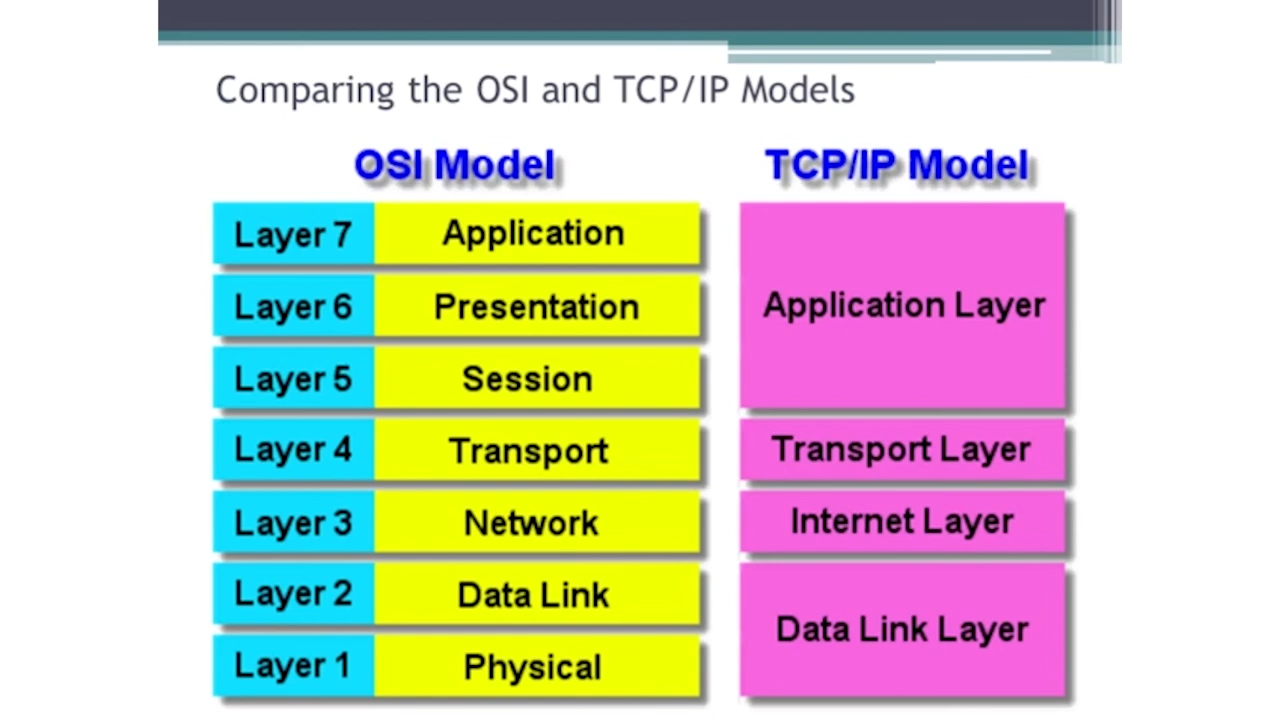 Comparing the OSI and TCP/IP Models
OSI Model
TCP/IP Model
Layer 7 Application
Layer 6 Presentation
Layer 5 Session
Layer 4 Transport
Layer 3 Network
Layer 2 Data Link
Layer 1 Physical
Application Layer
Transport Layer
Internet Layer
Data Link Layer